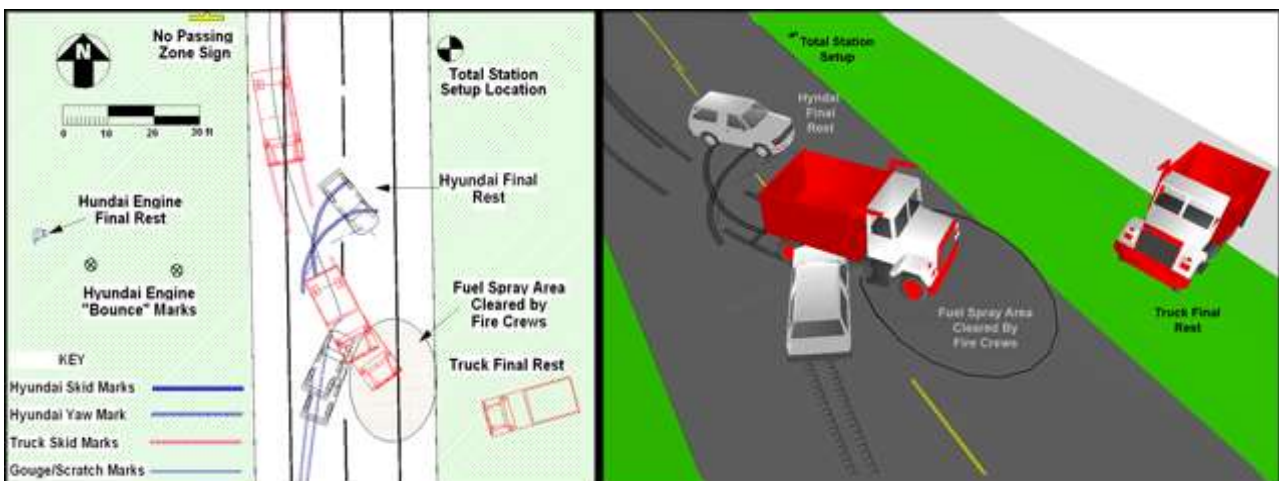 No Passing
Zone Sign
N
0 10 20 30 ft
Total Station
Setup Location
Hundai Engine
Final Rest
Hyundai Final
Rest
Hyundai Engine
"Bounce" Marks
Fuel Spray Area
Cleared by
Fire Crews
Truck Final Rest
KEY
Hyundai Skid Marks
Hyundai Yaw Mark
Truck Skid Marks
Gouge/Scratch Marks
Total Station
Setup
Hyndai
Final
Rest
Fuel Spray Area
Cleared By
Fire Crews
Truck Final
Rest